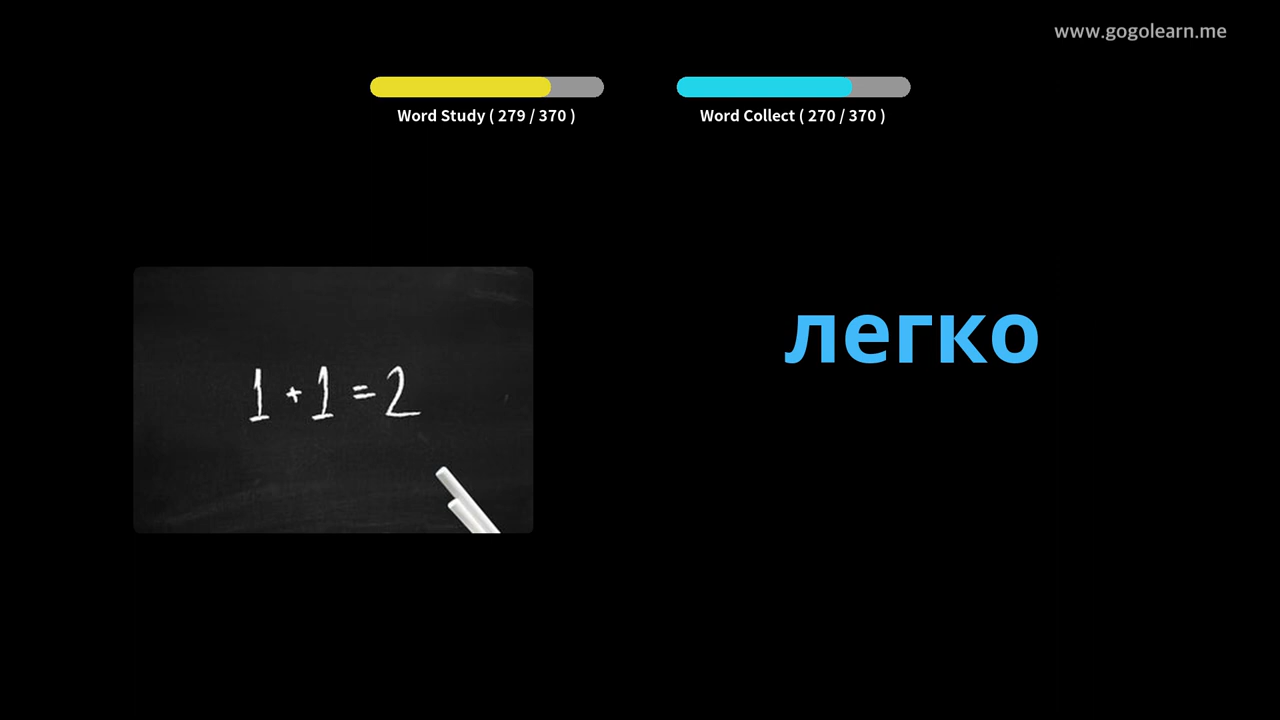 www.gogolearn.me
Word Study ( 279 / 370 )
Word Collect ( 270 / 370 )
легко
1 + 1 = 2